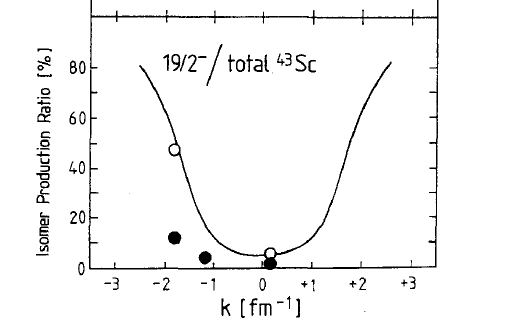 19/2⁻/ total ⁴³Sc
Isomer Production Ratio [%]
80
60
40
20
0
-3 -2 -1 0 +1 +2 +3
k [fm⁻¹]